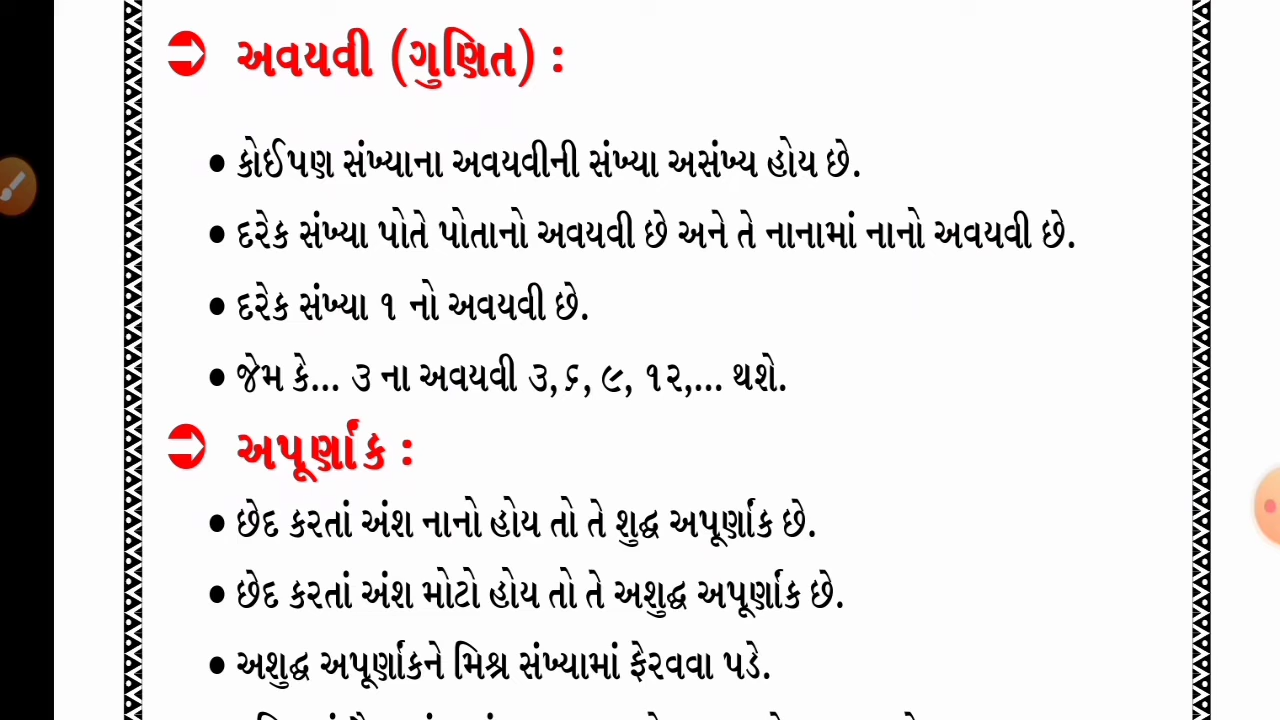 અવયવી (ગુણિત) :
• કોઈપણ સંખ્યાના અવયવીની સંખ્યા અસંખ્ય હોય છે.
• દરેક સંખ્યા પોતે પોતાનો અવયવી છે અને તે નાનામાં નાનો અવયવી છે.
• દરેક સંખ્યા ૧ નો અવયવી છે.
• જેમ કે... ૩ ના અવયવી ૩, ૬, ૯, ૧૨,... થશે.
અપૂર્ણાંક :
• છેદ કરતાં અંશ નાનો હોય તો તે શુદ્ધ અપૂર્ણાંક છે.
• છેદ કરતાં અંશ મોટો હોય તો તે અશુદ્ધ અપૂર્ણાંક છે.
• અશુદ્ધ અપૂર્ણાંકને મિશ્ર સંખ્યામાં ફેરવવા પડે.